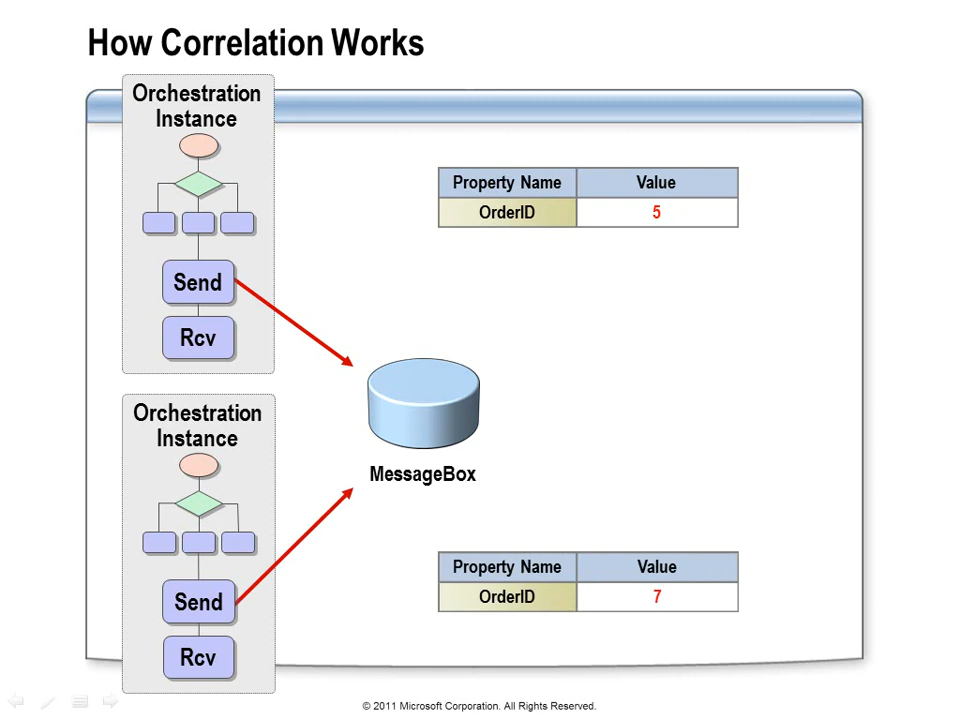 How Correlation Works
Orchestration
Instance
Send
Rcv
Property Name Value
OrderID 5
MessageBox
Orchestration
Instance
Send
Rcv
Property Name Value
OrderID 7
© 2011 Microsoft Corporation. All Rights Reserved.